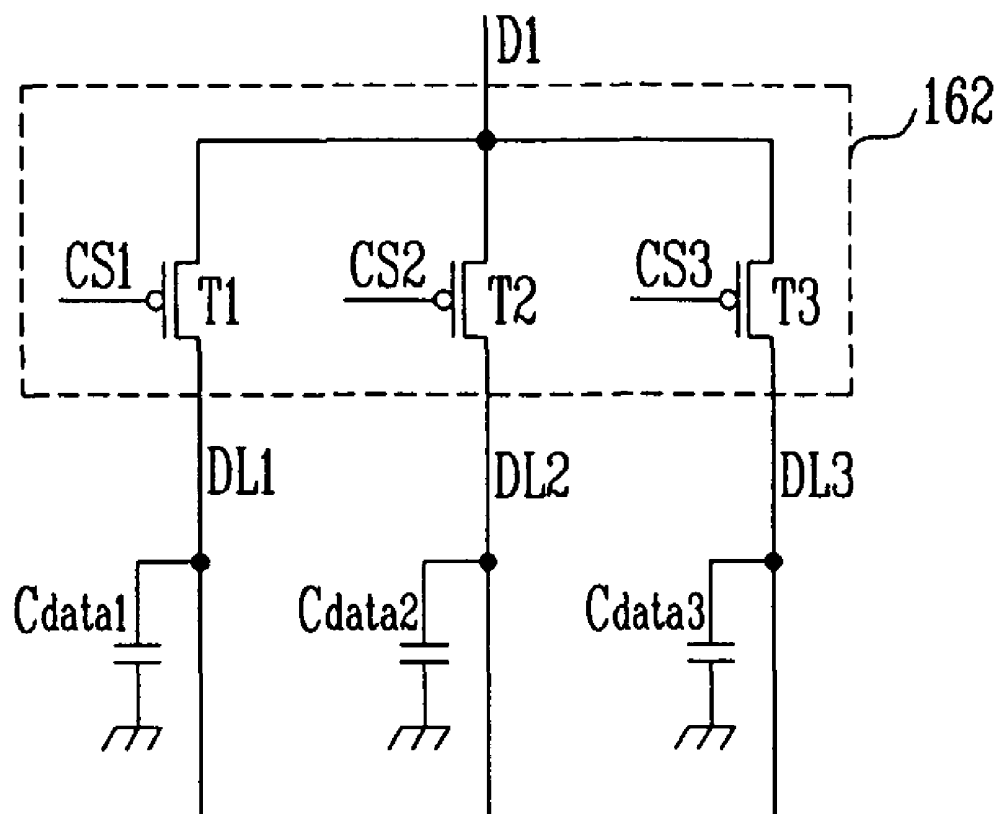 D1
162
CS1
CS2
CS3
T1
T2
T3
DL1
DL2
DL3
Cdata1
Cdata2
Cdata3